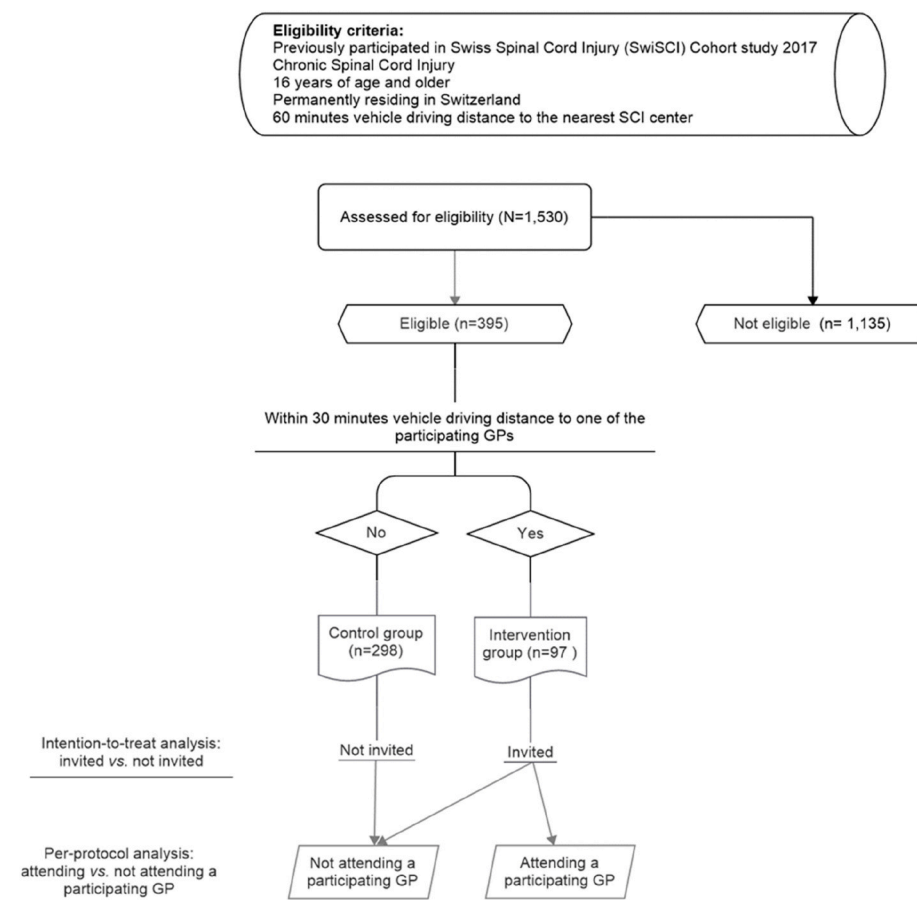 Eligibility criteria:
Previously participated in Swiss Spinal Cord Injury (SwiSCI) Cohort study 2017
Chronic Spinal Cord Injury
16 years of age and older
Permanently residing in Switzerland
60 minutes vehicle driving distance to the nearest SCI center
Assessed for eligibility (N=1,530)
Eligible (n=395)
Not eligible (n= 1,135)
Within 30 minutes vehicle driving distance to one of the
participating GPs
No
Yes
Control group
(n=298)
Intervention
group (n=97 )
Intention-to-treat analysis:
invited vs. not invited
Not invited
Invited
Per-protocol analysis:
attending vs. not attending a
participating GP
Not attending a
participating GP
Attending a
participating GP